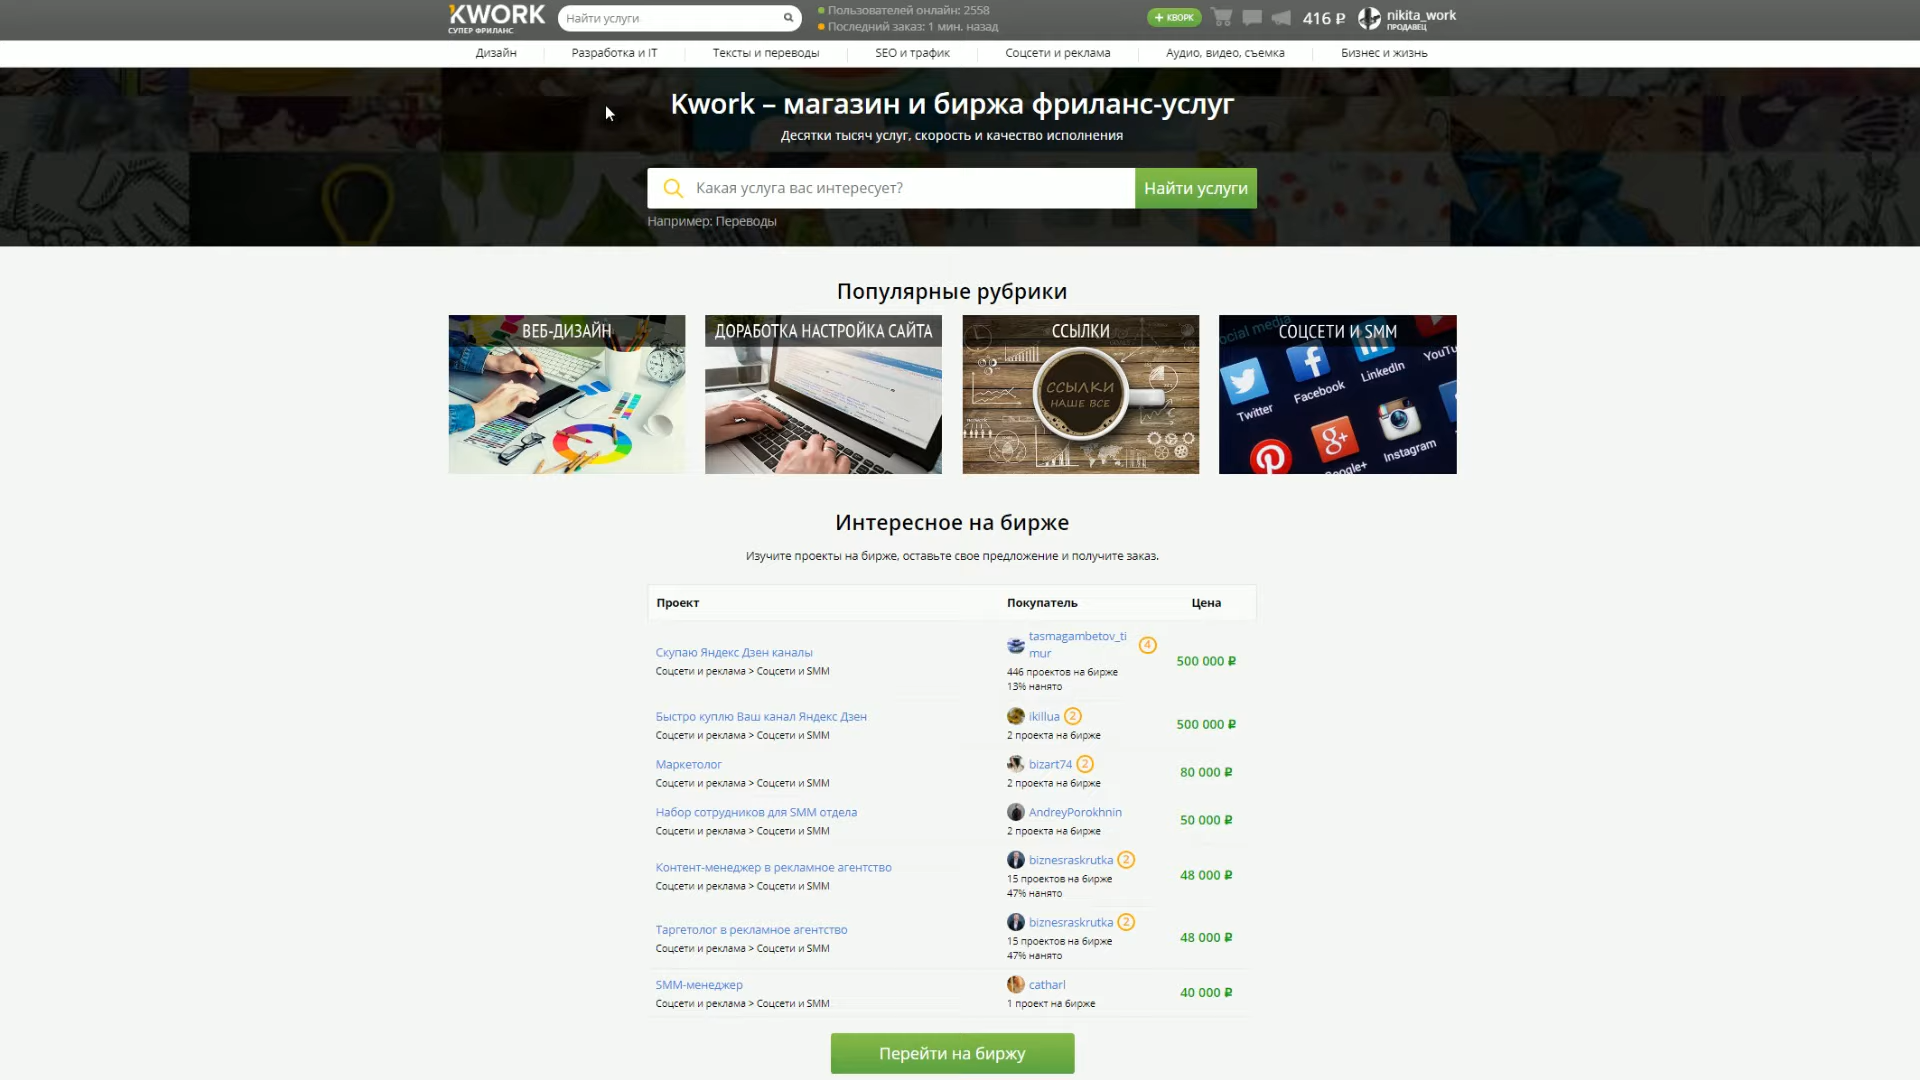 KWORK
СУПЕР ФРИЛАНС
Найти услуги
Пользователей онлайн: 2558
Последний заказ: 1 мин. назад
+ КВОРК
416 ₽
nikita_work
ПРОДАВЕЦ
Дизайн
Разработка и IT
Тексты и переводы
SEO и трафик
Соцсети и реклама
Аудио, видео, съемка
Бизнес и жизнь
Kwork – магазин и биржа фриланс-услуг
Десятки тысяч услуг, скорость и качество исполнения
Какая услуга вас интересует?
Найти услуги
Например: Переводы
Популярные рубрики
ВЕБ-ДИЗАЙН
ДОРАБОТКА НАСТРОЙКА САЙТА
ССЫЛКИ
ССЫЛКИ
НАШЕ ВСЕ
СОЦСЕТИ И SMM
social media
Twitter
Facebook
LinkedIn
YouTu
Google+
Instagram
Интересное на бирже
Изучите проекты на бирже, оставьте свое предложение и получите заказ.
Проект
Покупатель
Цена
Скупаю Яндекс Дзен каналы
Соцсети и реклама > Соцсети и SMM
tasmagambetov_ti
mur
4
446 проектов на бирже
13% нанято
500 000 ₽
Быстро куплю Ваш канал Яндекс Дзен
Соцсети и реклама > Соцсети и SMM
ikillua 2
2 проекта на бирже
500 000 ₽
Маркетолог
Соцсети и реклама > Соцсети и SMM
bizart74 2
2 проекта на бирже
80 000 ₽
Набор сотрудников для SMM отдела
Соцсети и реклама > Соцсети и SMM
AndreyPorokhnin
2 проекта на бирже
50 000 ₽
Контент-менеджер в рекламное агентство
Соцсети и реклама > Соцсети и SMM
biznesraskrutka 2
15 проектов на бирже
47% нанято
48 000 ₽
Таргетолог в рекламное агентство
Соцсети и реклама > Соцсети и SMM
biznesraskrutka 2
15 проектов на бирже
47% нанято
48 000 ₽
SMM-менеджер
Соцсети и реклама > Соцсети и SMM
catharl
1 проект на бирже
40 000 ₽
Перейти на биржу